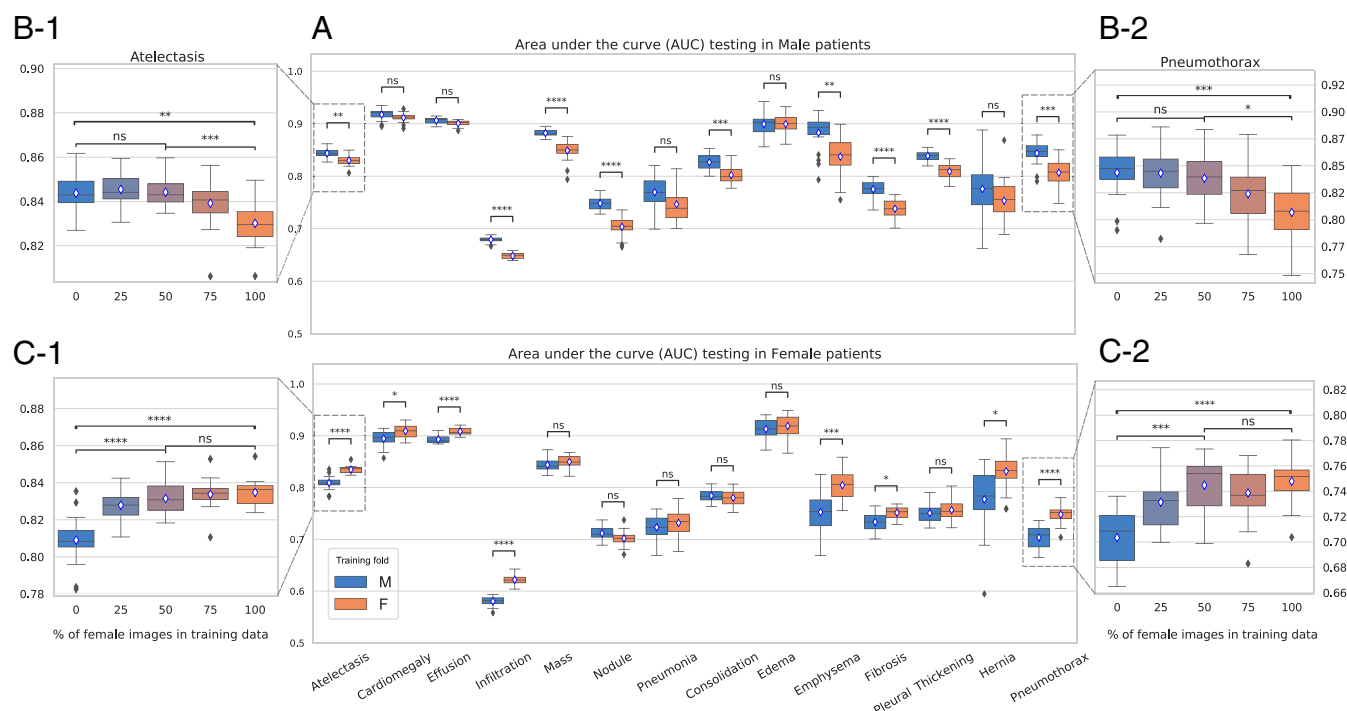 B-1
A
B-2
Area under the curve (AUC) testing in Male patients
Atelectasis
Pneumothorax
0.90
0.88
0.86
0.84
0.82
** 
ns
***
0
25
50
75
100
1.0
0.9
0.8
0.7
0.6
0.5
**
ns
ns
****
****
****
ns
***
ns
**
****
****
ns
***
***
ns
*
0.92
0.90
0.88
0.85
0.82
0.80
0.77
0.75
0
25
50
75
100
C-1
Area under the curve (AUC) testing in Female patients
C-2
0.88
0.86
0.84
0.82
0.80
0.78
****
****
ns
0
25
50
75
100
% of female images in training data
1.0
0.9
0.8
0.7
0.6
0.5
****
*
****
****
ns
ns
ns
ns
ns
***
*
ns
*
****
Training fold
M
F
Atelectasis
Cardiomegaly
Effusion
Infiltration
Mass
Nodule
Pneumonia
Consolidation
Edema
Emphysema
Fibrosis
Pleural Thickening
Hernia
Pneumothorax
****
***
ns
0.82
0.80
0.78
0.76
0.74
0.72
0.70
0.68
0.66
0
25
50
75
100
% of female images in training data